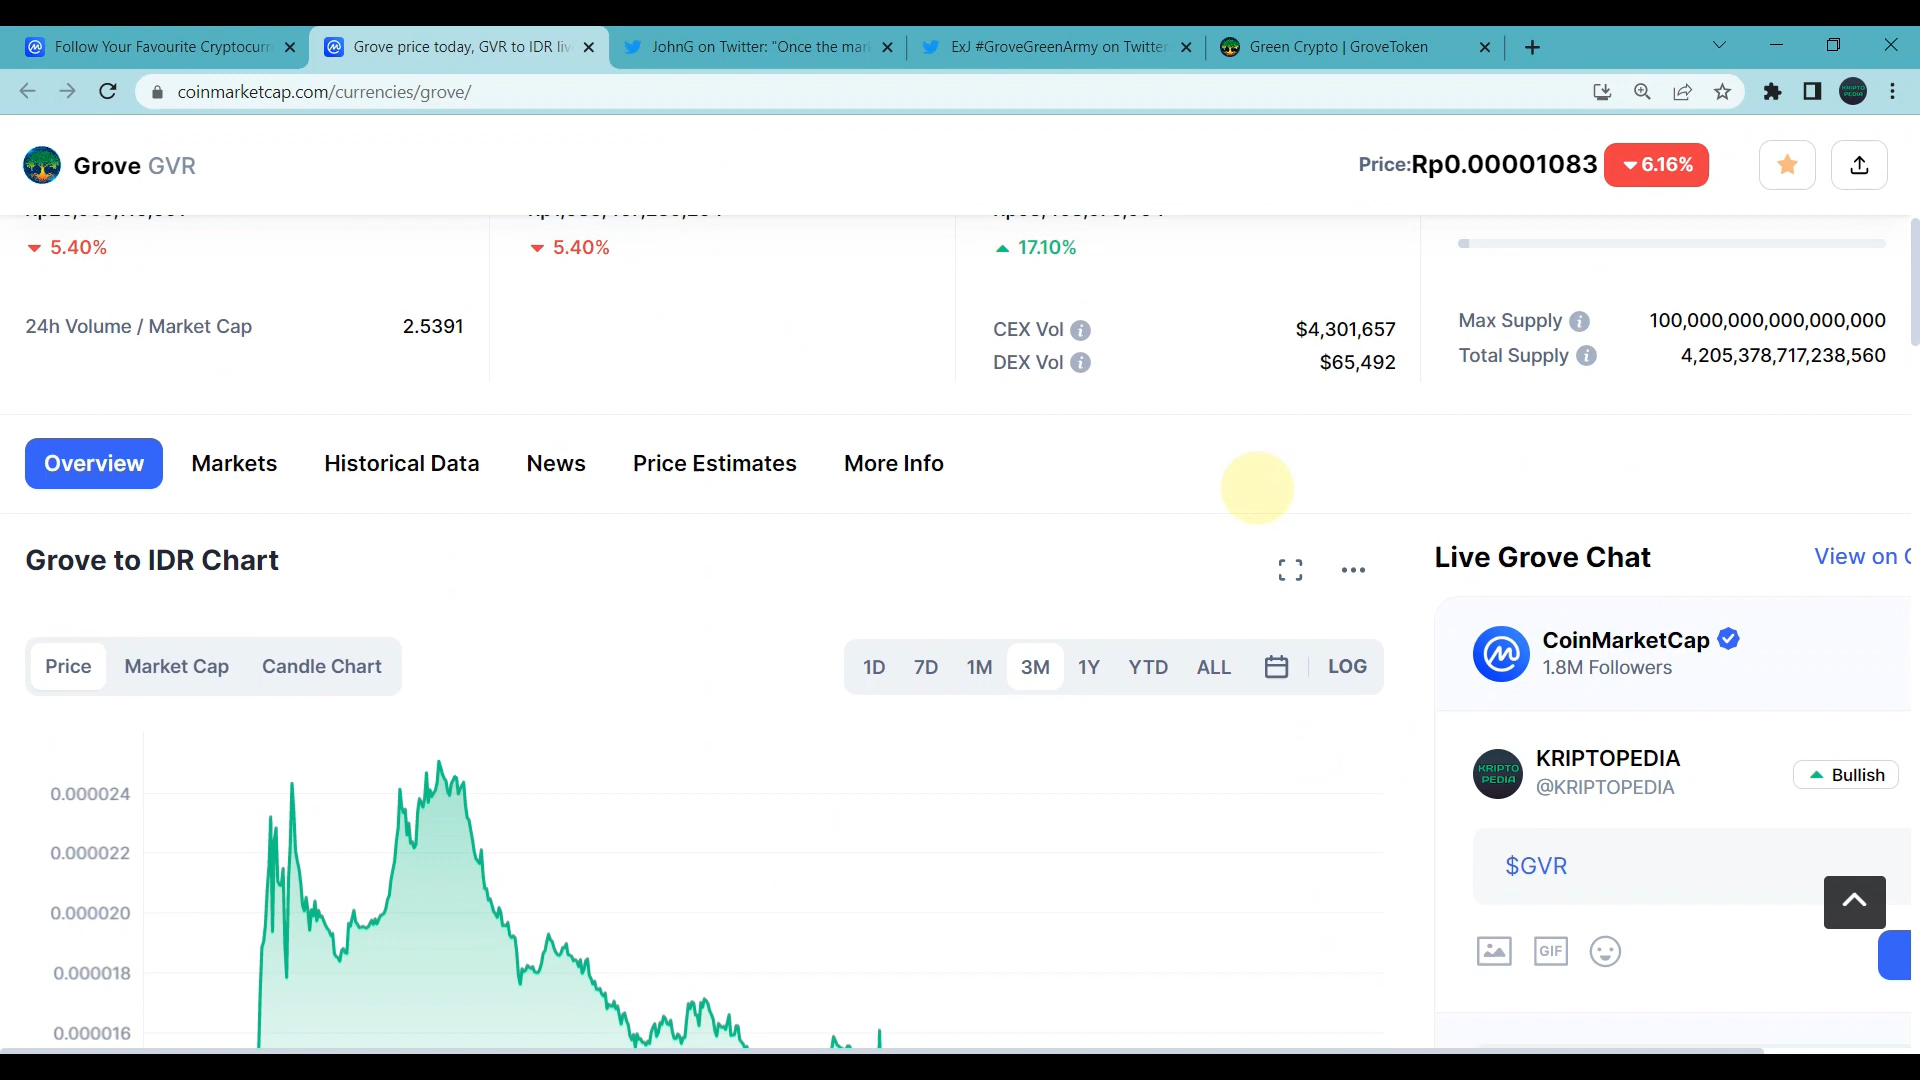 Follow Your Favourite Cryptocurr
Grove price today, GVR to IDR liv
JohnG on Twitter: "Once the mar
ExJ #GroveGreenArmy on Twitter
Green Crypto | GroveToken
coinmarketcap.com/currencies/grove/
Grove GVR
Price:Rp0.00001083
6.16%
5.40%
5.40%
17.10%
24h Volume / Market Cap
2.5391
CEX Vol
$4,301,657
DEX Vol
$65,492
Max Supply
100,000,000,000,000,000
Total Supply
4,205,378,717,238,560
Overview
Markets
Historical Data
News
Price Estimates
More Info
Grove to IDR Chart
Price
Market Cap
Candle Chart
1D
7D
1M
3M
1Y
YTD
ALL
LOG
0.000024
0.000022
0.000020
0.000018
0.000016
Live Grove Chat
View on
CoinMarketCap
1.8M Followers
KRIPTO
PEDIA
KRIPTOPEDIA
@KRIPTOPEDIA
Bullish
$GVR
GIF